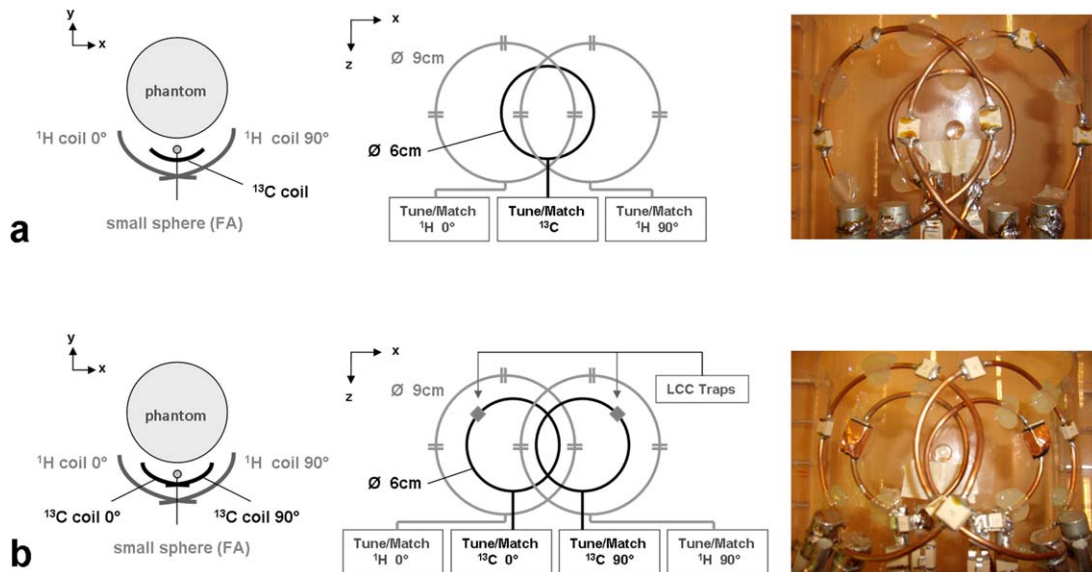 y
x
phantom
¹H coil 0°
¹H coil 90°
¹³C coil
small sphere (FA)
a
x
z
Ø 9cm
Ø 6cm
Tune/Match
¹H 0°
Tune/Match
¹³C
Tune/Match
¹H 90°
y
x
phantom
¹H coil 0°
¹H coil 90°
¹³C coil 0°
¹³C coil 90°
small sphere (FA)
b
x
z
Ø 9cm
LCC Traps
Ø 6cm
Tune/Match
¹H 0°
Tune/Match
¹³C 0°
Tune/Match
¹³C 90°
Tune/Match
¹H 90°